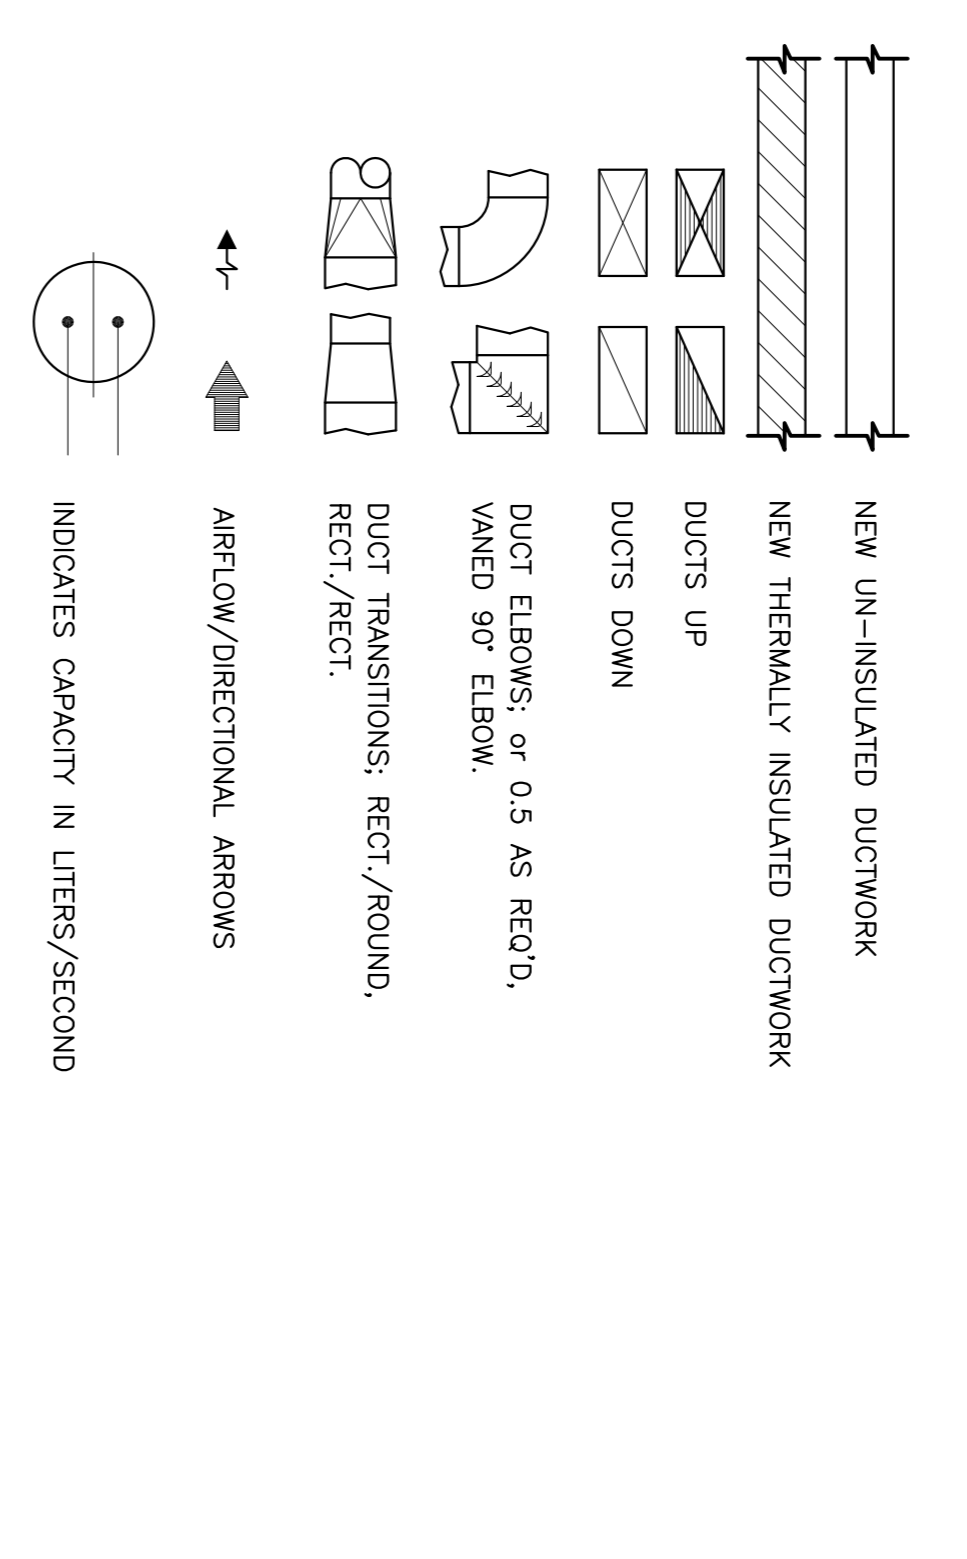 NEW UN-INSULATED DUCTWORK
NEW THERMALLY INSULATED DUCTWORK
DUCTS UP
DUCTS DOWN
DUCT ELBOWS; or 0.5 AS REQ'D,
VANED 90° ELBOW.
DUCT TRANSITIONS; RECT./ROUND,
RECT./RECT.
AIRFLOW/DIRECTIONAL ARROWS
INDICATES CAPACITY IN LITERS/SECOND